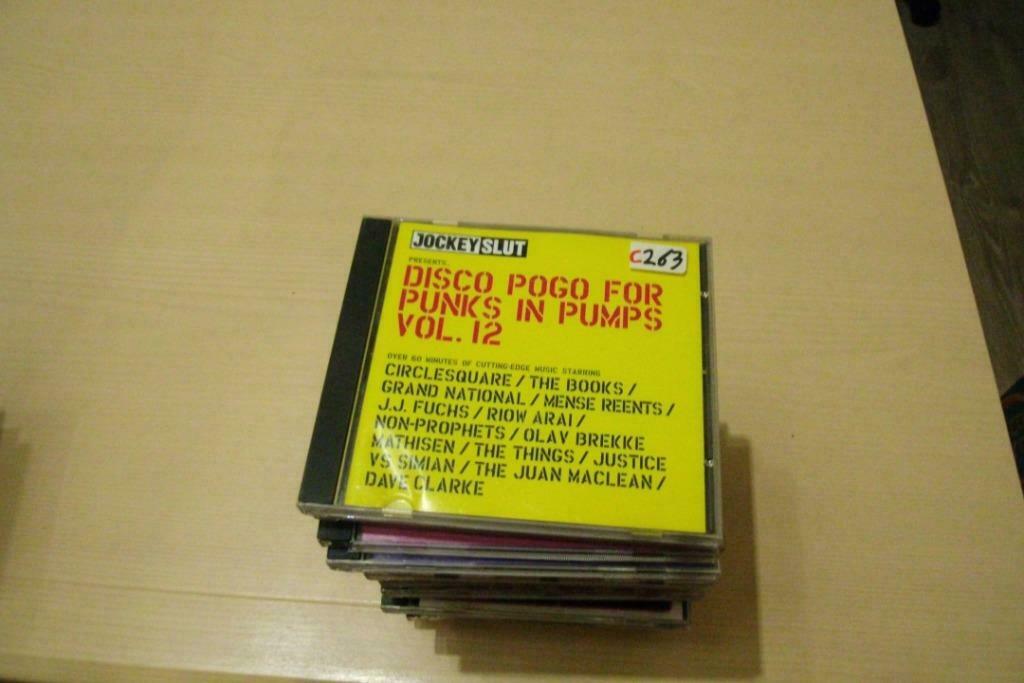 JOCKEY SLUT
C263
PRESENTS..
DISCO POGO FOR
PUNKS IN PUMPS
VOL. 12
OVER 60 MINUTES OF CUTTING-EDGE MUSIC STARRING
CIRCLESQUARE / THE BOOKS /
GRAND NATIONAL / MENSE REENTS /
J.J. FUCHS / RIOW ARAI /
NON-PROPHETS / OLAV BREKKE
MATHISEN / THE THINGS / JUSTICE
VS SIMIAN / THE JUAN MACLEAN /
DAVE CLARKE